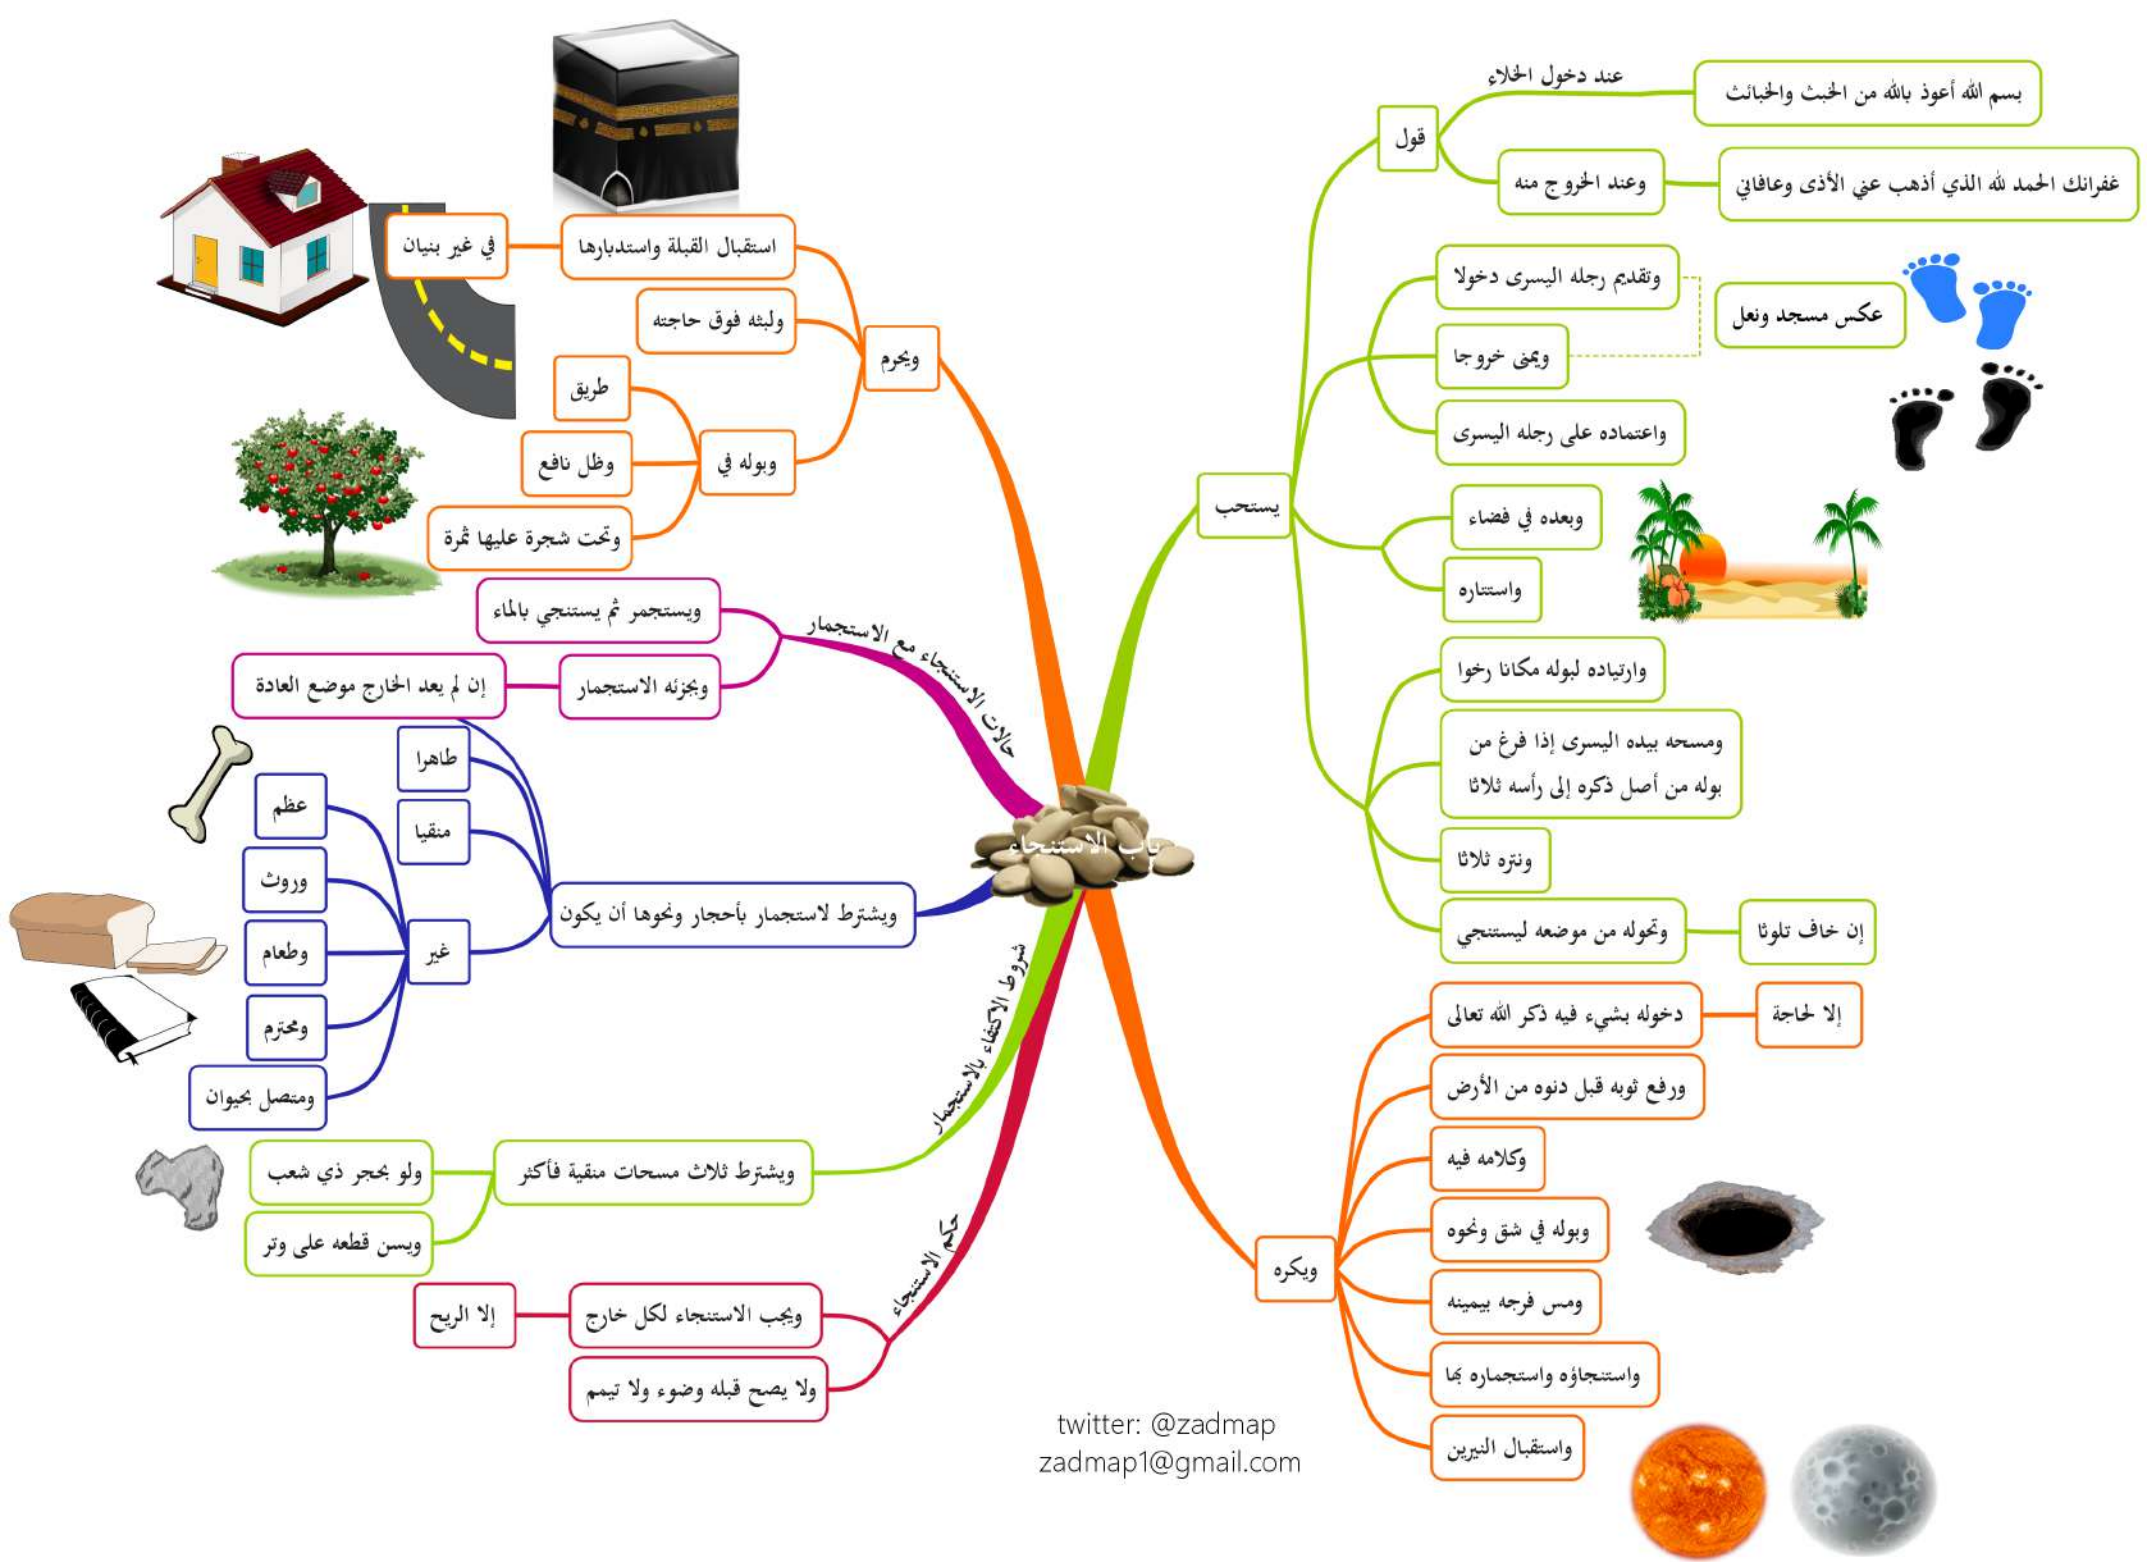 باب الاستنجاء
يستحب
قول
عند دخول الخلاء
بسم الله أعوذ بالله من الخبث والخبائث
وعند الخروج منه
غفرانك الحمد لله الذي أذهب عني الأذى وعافاني
وتقديم رجله اليسرى دخولا
ويمنى خروجا
عكس مسجد ونعل
واعتماده على رجله اليسرى
وبعده في فضاء
واستتاره
وارتياده لبوله مكانا رخوا
ومسحه بيده اليسرى إذا فرغ من
بوله من أصل ذكره إلى رأسه ثلاثا
ونتره ثلاثا
وتحوله من موضعه ليستنجي
إن خاف تلوثا
ويكره
دخوله بشيء فيه ذكر الله تعالى
إلا لحاجة
ورفع ثوبه قبل دنوه من الأرض
وكلامه فيه
وبوله في شق ونحوه
ومس فرجه بيمينه
واستنجاؤه واستجماره بها
واستقبال النيرين
ويحرم
استقبال القبلة واستدبارها
في غير بنيان
ولبثه فوق حاجته
وبوله في
طريق
وظل نافع
وتحت شجرة عليها ثمرة
حالات الاستنجاء مع الاستجمار
ويستجمر ثم يستنجي بالماء
ويجزئه الاستجمار
إن لم يعد الخارج موضع العادة
ويشترط لاستجمار بأحجار ونحوها أن يكون
طاهرا
منقيا
غير
عظم
وروث
وطعام
ومحترم
ومتصل بحيوان
شروط الاكتفاء بالاستجمار
ويشترط ثلاث مسحات منقية فأكثر
ولو بحجر ذي شعب
ويسن قطعه على وتر
حكم الاستنجاء
ويجب الاستنجاء لكل خارج
إلا الريح
ولا يصح قبله وضوء ولا تيمم
twitter: @zadmap
zadmap1@gmail.com